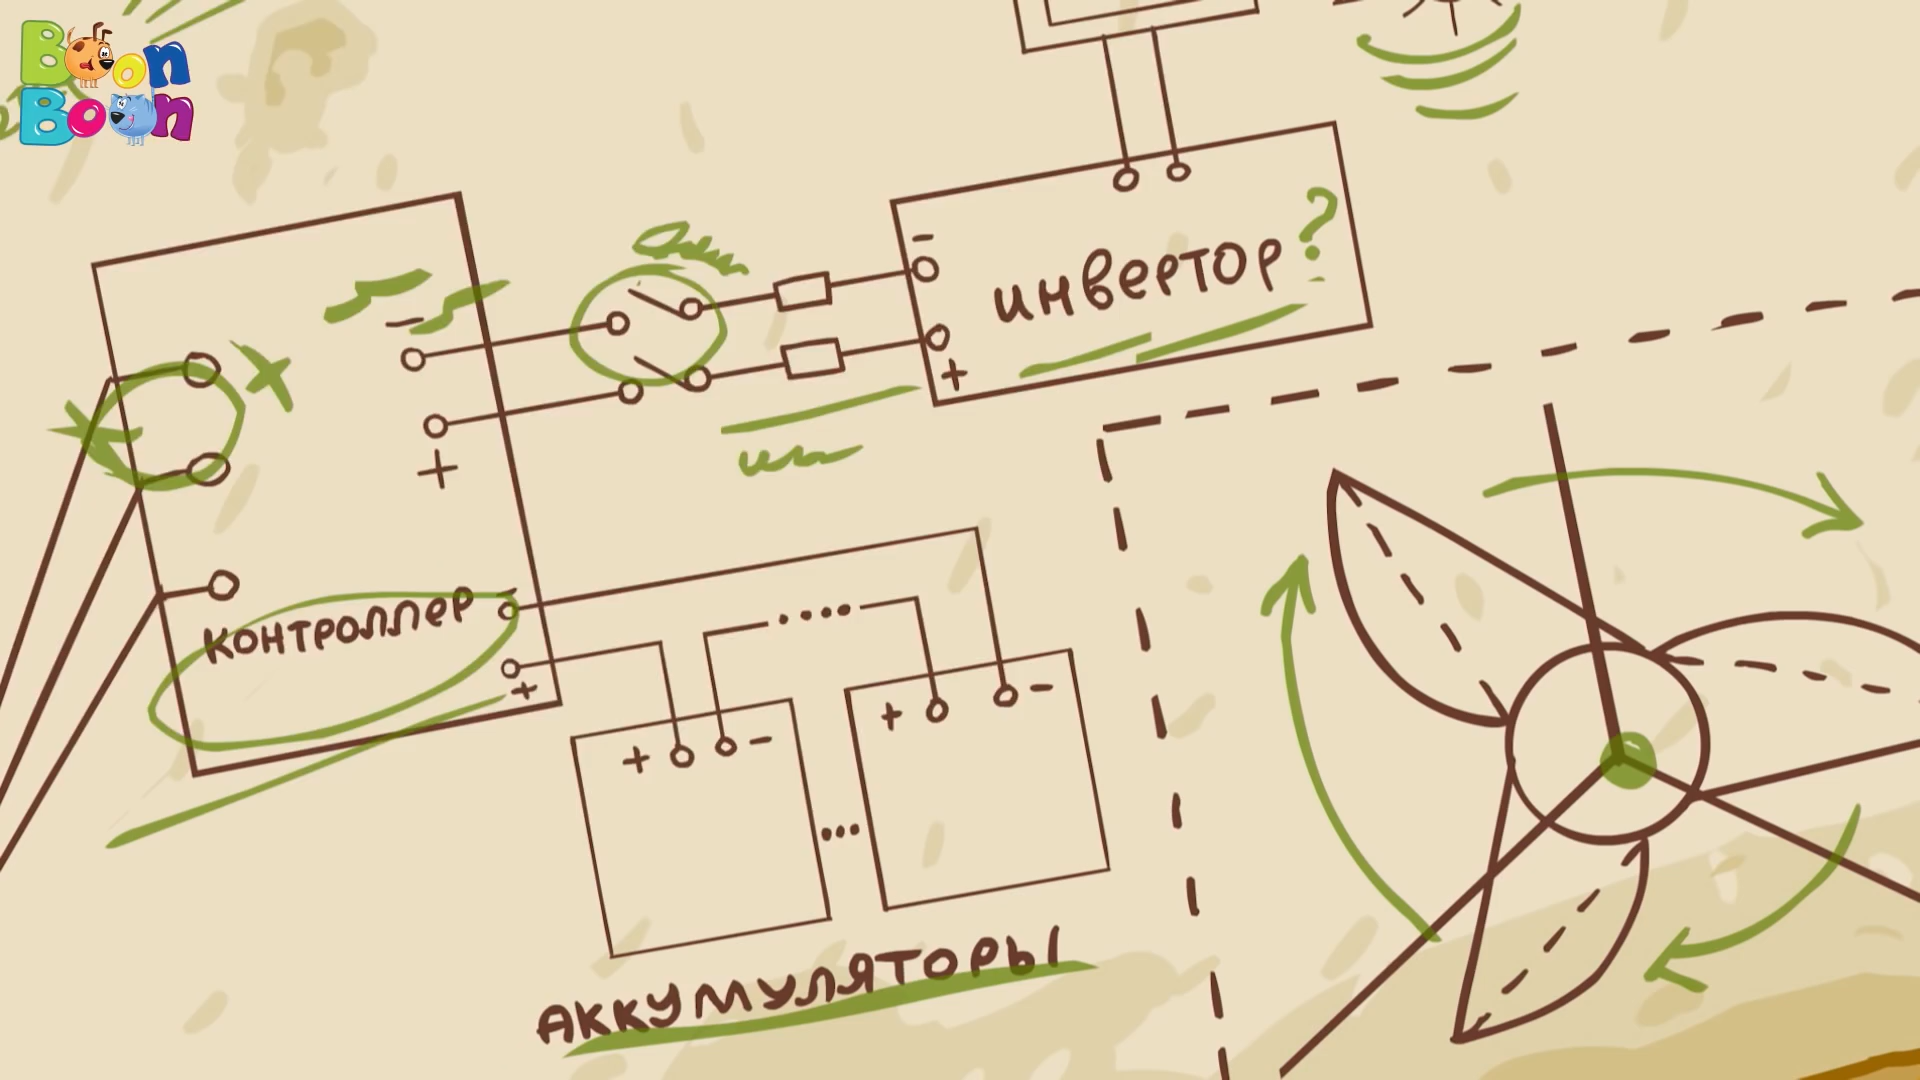 Boon
Boon
- инвертор ?
+
-
+
контроллер -
+
+ -
+ -
аккумуляторы